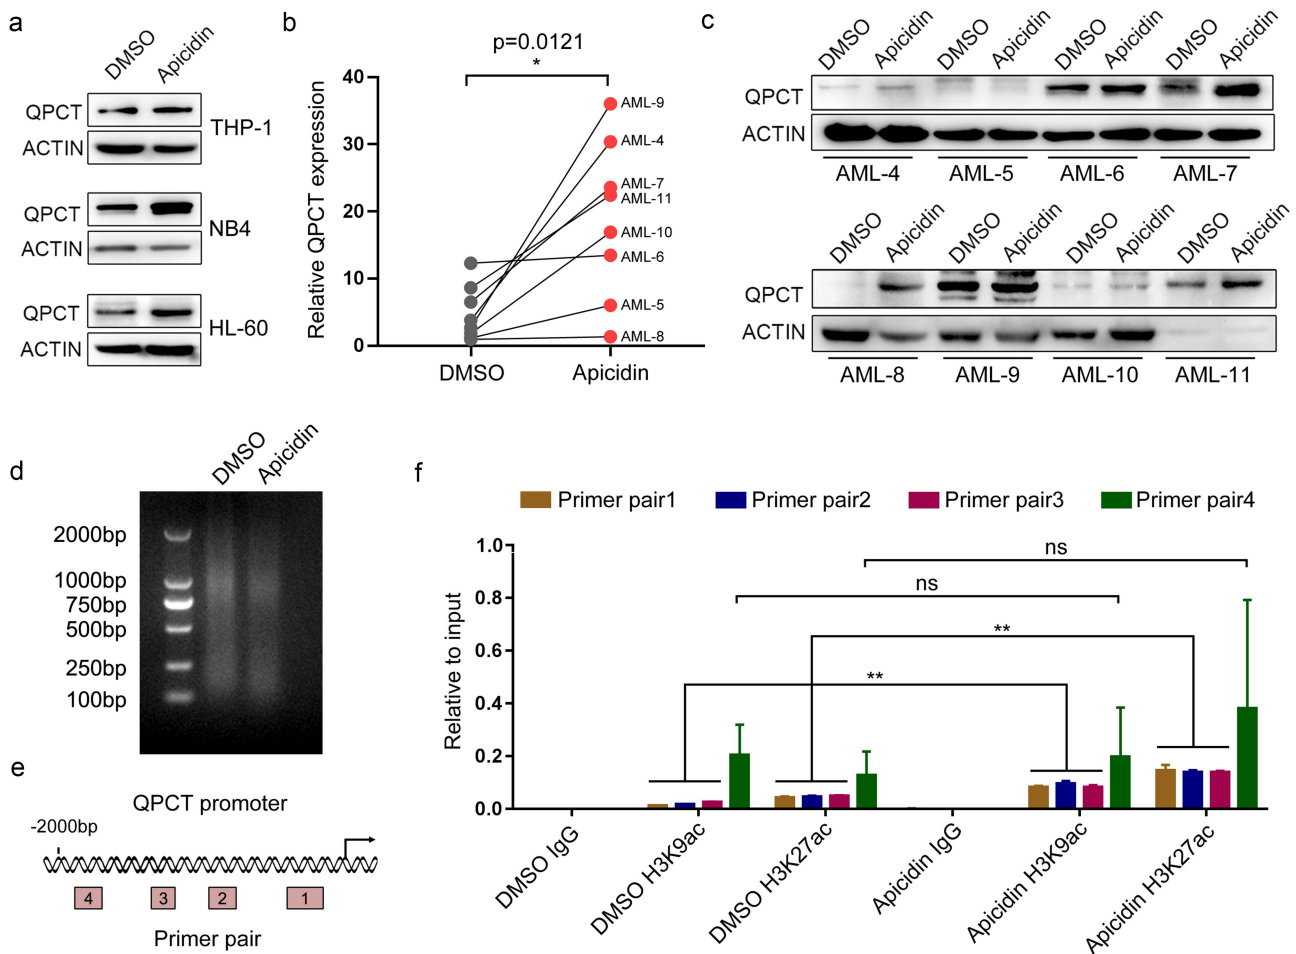 a
DMSO Apicidin
QPCT
ACTIN
THP-1
QPCT
ACTIN
NB4
QPCT
ACTIN
HL-60
b
p=0.0121
*
Relative QPCT expression
40
30
20
10
0
AML-9
AML-4
AML-7
AML-11
AML-10
AML-6
AML-5
AML-8
DMSO Apicidin
c
DMSO Apicidin DMSO Apicidin DMSO Apicidin DMSO Apicidin
QPCT
ACTIN
AML-4 AML-5 AML-6 AML-7
DMSO Apicidin DMSO Apicidin DMSO Apicidin DMSO Apicidin
QPCT
ACTIN
AML-8 AML-9 AML-10 AML-11
d
DMSO Apicidin
2000bp
1000bp
750bp
500bp
250bp
100bp
e
QPCT promoter
-2000bp
4 3 2 1
Primer pair
f
Primer pair1 Primer pair2 Primer pair3 Primer pair4
Relative to input
1.0
0.8
0.6
0.4
0.2
0.0
ns
ns
**
**
DMSO IgG DMSO H3K9ac DMSO H3K27ac Apicidin IgG Apicidin H3K9ac Apicidin H3K27ac